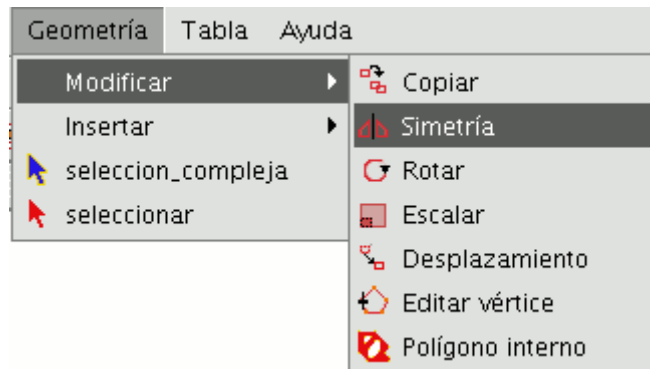 Geometría Tabla Ayuda
Modificar
Insertar
seleccion_compleja
seleccionar
Copiar
Simetría
Rotar
Escalar
Desplazamiento
Editar vértice
Polígono interno